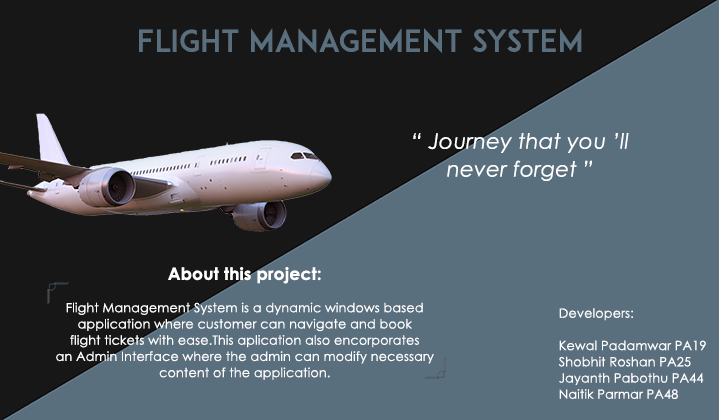 FLIGHT MANAGEMENT SYSTEM
“ Journey that you ’ll
never forget ”
About this project:
Flight Management System is a dynamic windows based
application where customer can navigate and book
flight tickets with ease.This aplication also encorporates
an Admin Interface where the admin can modify necessary
content of the application.
Developers:
Kewal Padamwar PA19
Shobhit Roshan PA25
Jayanth Pabothu PA44
Naitik Parmar PA48